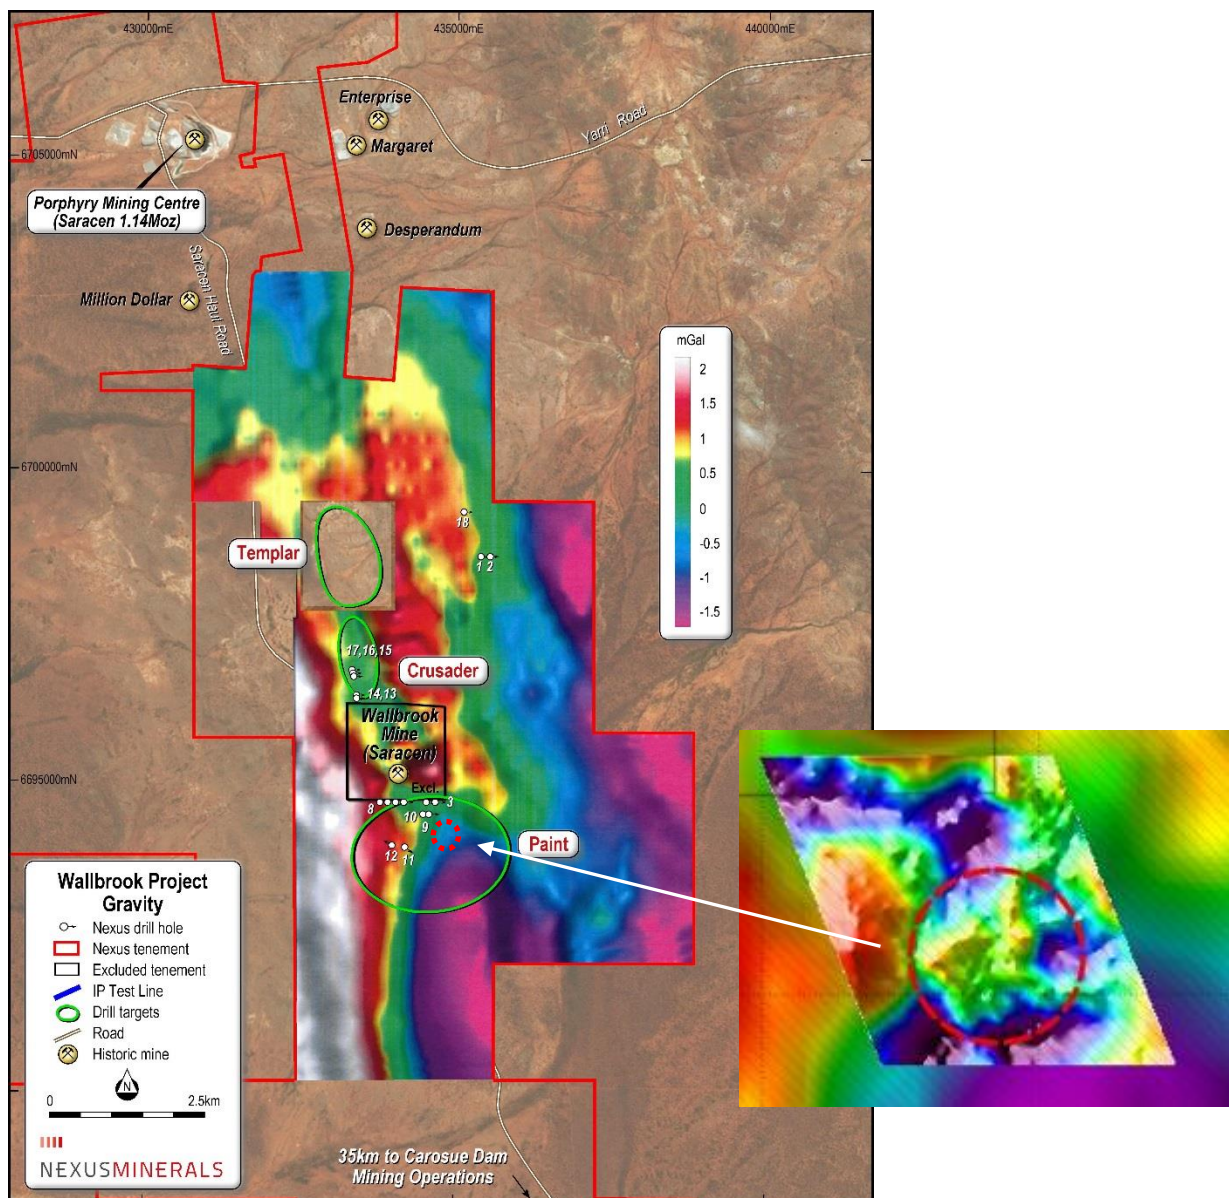 430000mE
435000mE
440000mE
Enterprise
Margaret
Yarri Road
6705000mN
Porphyry Mining Centre
(Saracen 1.14Moz)
Desperandum
Saracen Haul Road
Million Dollar
mGal
2
1.5
1
0.5
0
-0.5
-1
-1.5
6700000mN
18
1 2
Templar
17,16,15
Crusader
14,13
Wallbrook
Mine
(Saracen)
6695000mN
Excl.
8
3
10
9
12
11
Paint
Wallbrook Project
Gravity
Nexus drill hole
Nexus tenement
Excluded tenement
IP Test Line
Drill targets
Road
Historic mine
N
0
2.5km
NEXUSMINERALS
35km to Carosue Dam
Mining Operations